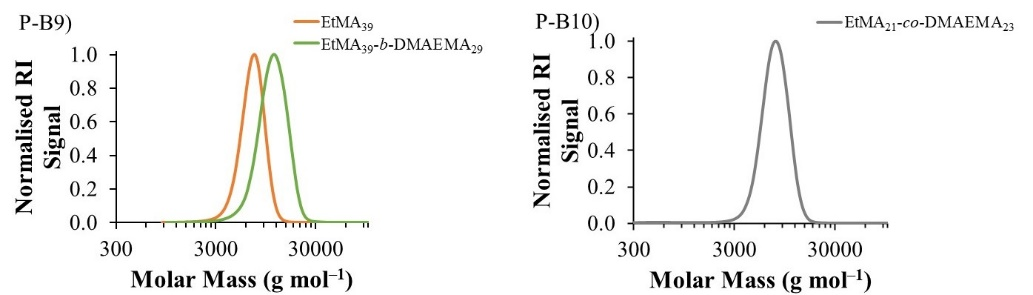 P-B9)
EtMA39
EtMA39-b-DMAEMA29
Normalised RI
Signal
1.0
0.8
0.6
0.4
0.2
0.0
300
3000
30000
Molar Mass (g mol–1)
P-B10)
EtMA21-co-DMAEMA23
Normalised RI
Signal
1.0
0.8
0.6
0.4
0.2
0.0
300
3000
30000
Molar Mass (g mol–1)